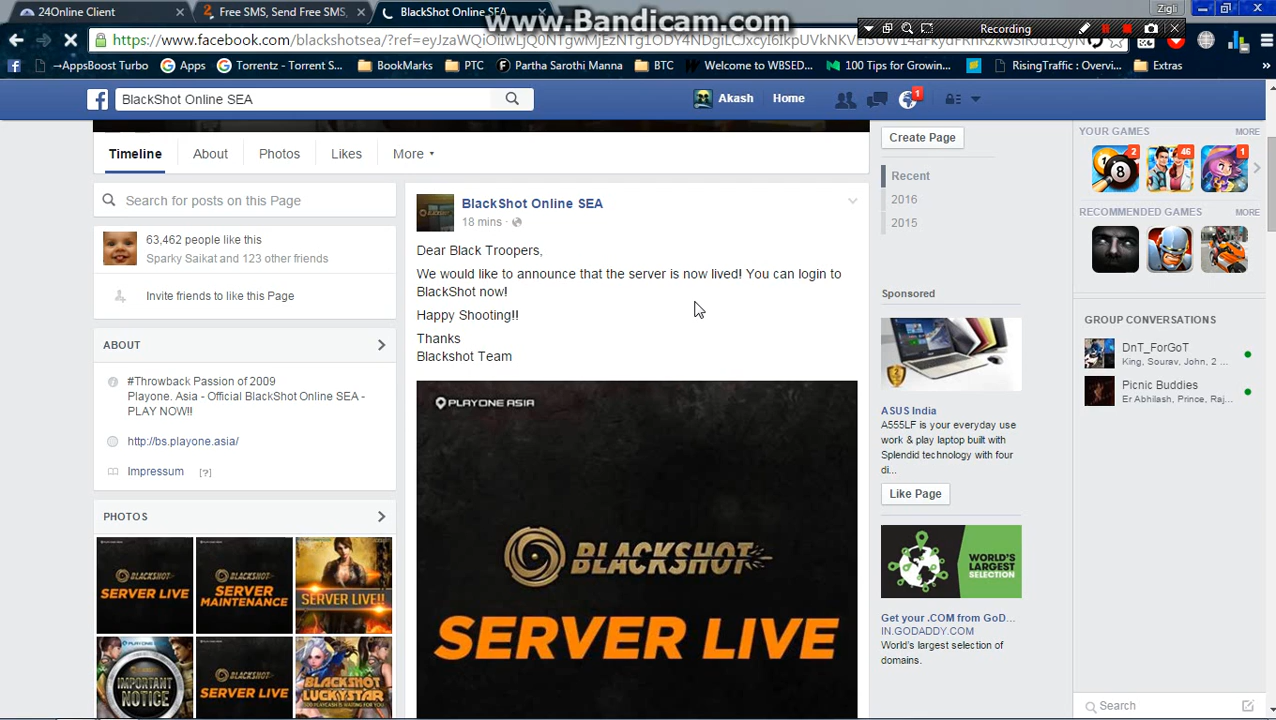 www.Bandicam.com
Zigli
24Online Client
Free SMS, Send Free SMS,
BlackShot Online SEA
Recording
https://www.facebook.com/blackshotsea/?ref=
→AppsBoost Turbo
Apps
Torrentz - Torrent S...
BookMarks
PTC
Partha Sarothi Manna
BTC
Welcome to WBSED...
100 Tips for Growin...
RisingTraffic : Overvi...
Extras
BlackShot Online SEA
Akash
Home
1
Timeline
About
Photos
Likes
More
Create Page
Recent
2016
2015
Search for posts on this Page
63,462 people like this
Sparky Saikat and 123 other friends
Invite friends to like this Page
ABOUT
#Throwback Passion of 2009
Playone. Asia - Official BlackShot Online SEA -
PLAY NOW!!
http://bs.playone.asia/
Impressum [?]
PHOTOS
BLACKSHOT
SERVER LIVE
BLACKSHOT
SERVER
MAINTENANCE
SERVER LIVE!!
IMPORTANT
NOTICE
BLACKSHOT
SERVER LIVE
BLACKSHOT
LUCKYSTAR
BlackShot Online SEA
18 mins ·
Dear Black Troopers,
We would like to announce that the server is now lived! You can login to
BlackShot now!
Happy Shooting!!
Thanks
Blackshot Team
PLAYONE ASIA
BLACKSHOT
SERVER LIVE
Sponsored
ASUS India
A555LF is your everyday use
work & play laptop built with
Splendid technology with four
di...
Like Page
WORLD'S
LARGEST
SELECTION
Get your .COM from GoD...
IN.GODADDY.COM
World's largest selection of
domains.
YOUR GAMES
MORE
2
46
1
RECOMMENDED GAMES
MORE
GROUP CONVERSATIONS
DnT_ForGoT
King, Sourav, John, 2 ...
Picnic Buddies
Er Abhilash, Prince, Raj...
Search